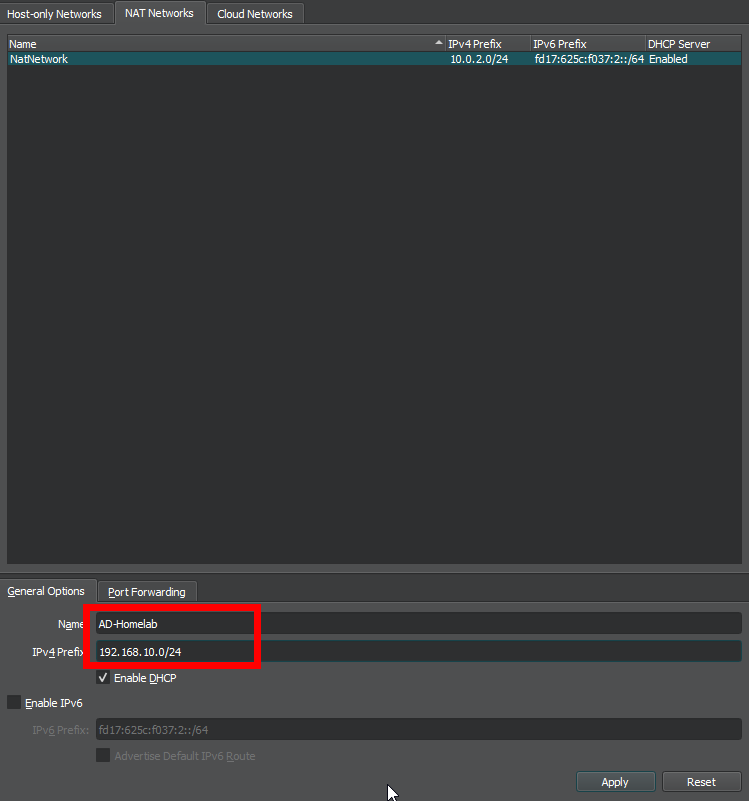 Host-only Networks NAT Networks Cloud Networks
Name IPv4 Prefix IPv6 Prefix DHCP Server
NatNetwork 10.0.2.0/24 fd17:625c:f037:2::/64 Enabled
General Options Port Forwarding
Name AD-Homelab
IPv4 Prefix 192.168.10.0/24
Enable DHCP
Enable IPv6
IPv6 Prefix: fd17:625c:f037:2::/64
Advertise Default IPv6 Route
Apply Reset